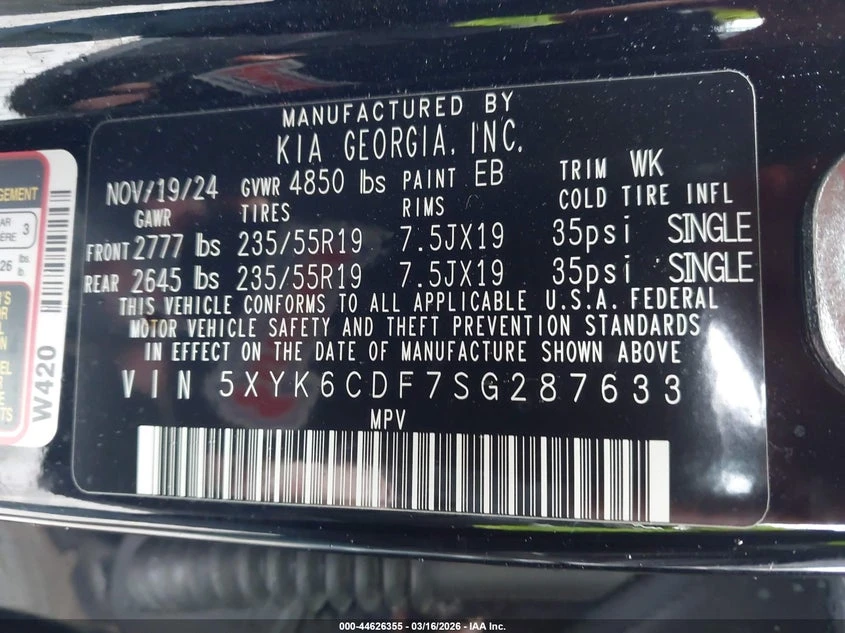 MANUFACTURED BY
KIA GEORGIA, INC.
NOV/19/24 GVWR 4850 lbs PAINT EB TRIM WK
GAWR TIRES RIMS COLD TIRE INFL
FRONT 2777 lbs 235/55R19 7.5JX19 35psi SINGLE
REAR 2645 lbs 235/55R19 7.5JX19 35psi SINGLE
THIS VEHICLE CONFORMS TO ALL APPLICABLE U.S.A. FEDERAL
MOTOR VEHICLE SAFETY AND THEFT PREVENTION STANDARDS
IN EFFECT ON THE DATE OF MANUFACTURE SHOWN ABOVE
VIN 5XYK6CDF7SG287633
MPV
3
lb.
W420
000-44626355 - 03/16/2026 - IAA Inc.